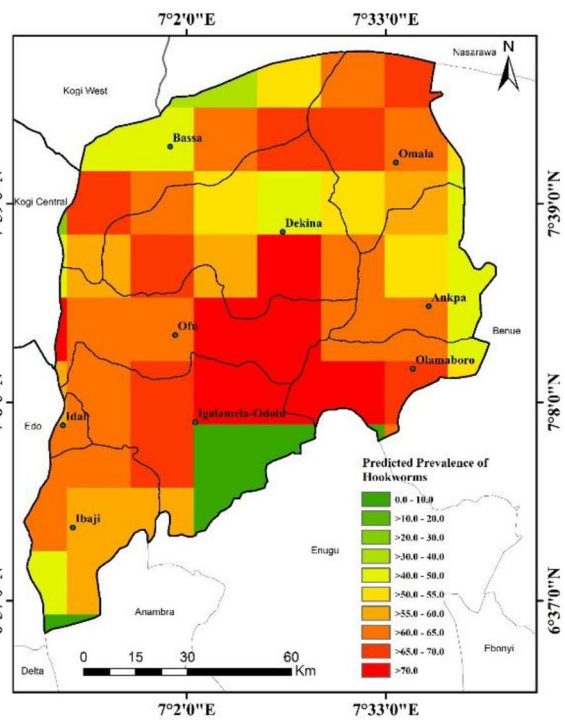 7°2'0"E 7°33'0"E
Nasarawa
N
Kogi West
Bassa
Omala
Kogi Central
7°39'0"N
Dekina
Ankpa
Ofu
Benue
Olamaboro
Igalamela-Odolu
Idah
Edo
7°8'0"N
Predicted Prevalence of
Hookworms
0.0 - 10.0
>10.0 - 20.0
>20.0 - 30.0
>30.0 - 40.0
>40.0 - 50.0
>50.0 - 55.0
>55.0 - 60.0
>60.0 - 65.0
>65.0 - 70.0
>70.0
Ibaji
Enugu
6°37'0"N
Anambra
Ebonyi
Delta
0 15 30 60
Km
7°2'0"E 7°33'0"E